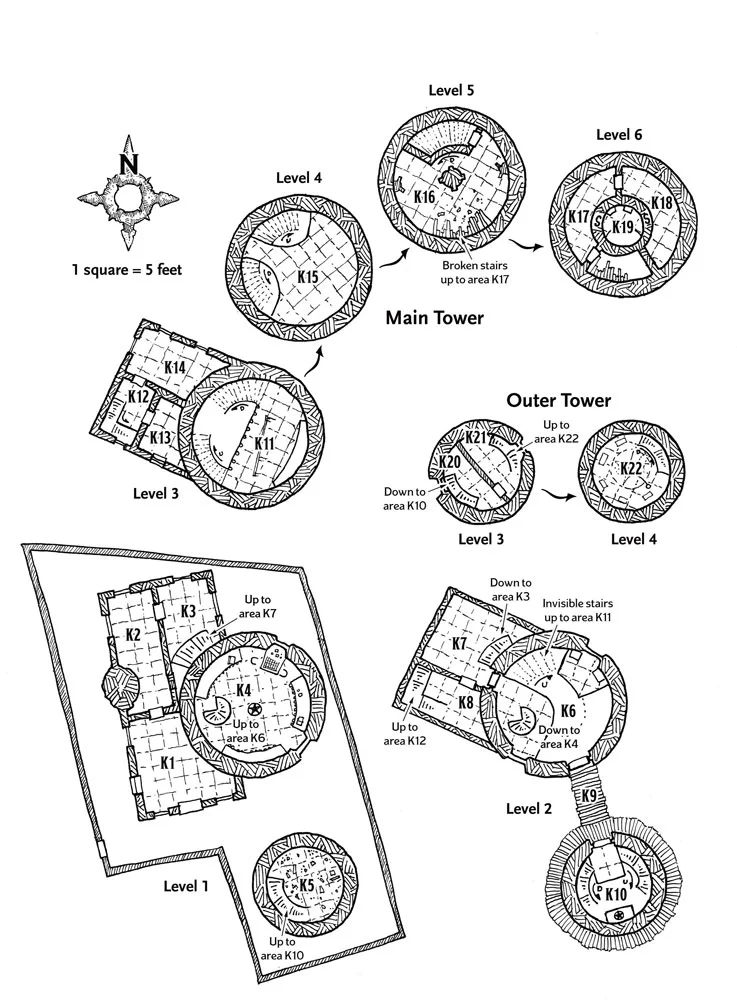 Level 5
Level 6
Level 4
N
K16
K17
K18
K19
K15
1 square = 5 feet
Broken stairs
up to area K17
Main Tower
K14
K12
K13
K11
Level 3
Outer Tower
Up to
area K22
K21
K20
K22
Down to
area K10
Level 3
Level 4
K2
K3
Up to
area K7
K4
Up to
area K6
K1
Level 1
K5
Up to
area K10
Down to
area K3
Invisible stairs
up to area K11
K7
K8
K6
Up to
area K12
Down to
area K4
K9
Level 2
K10